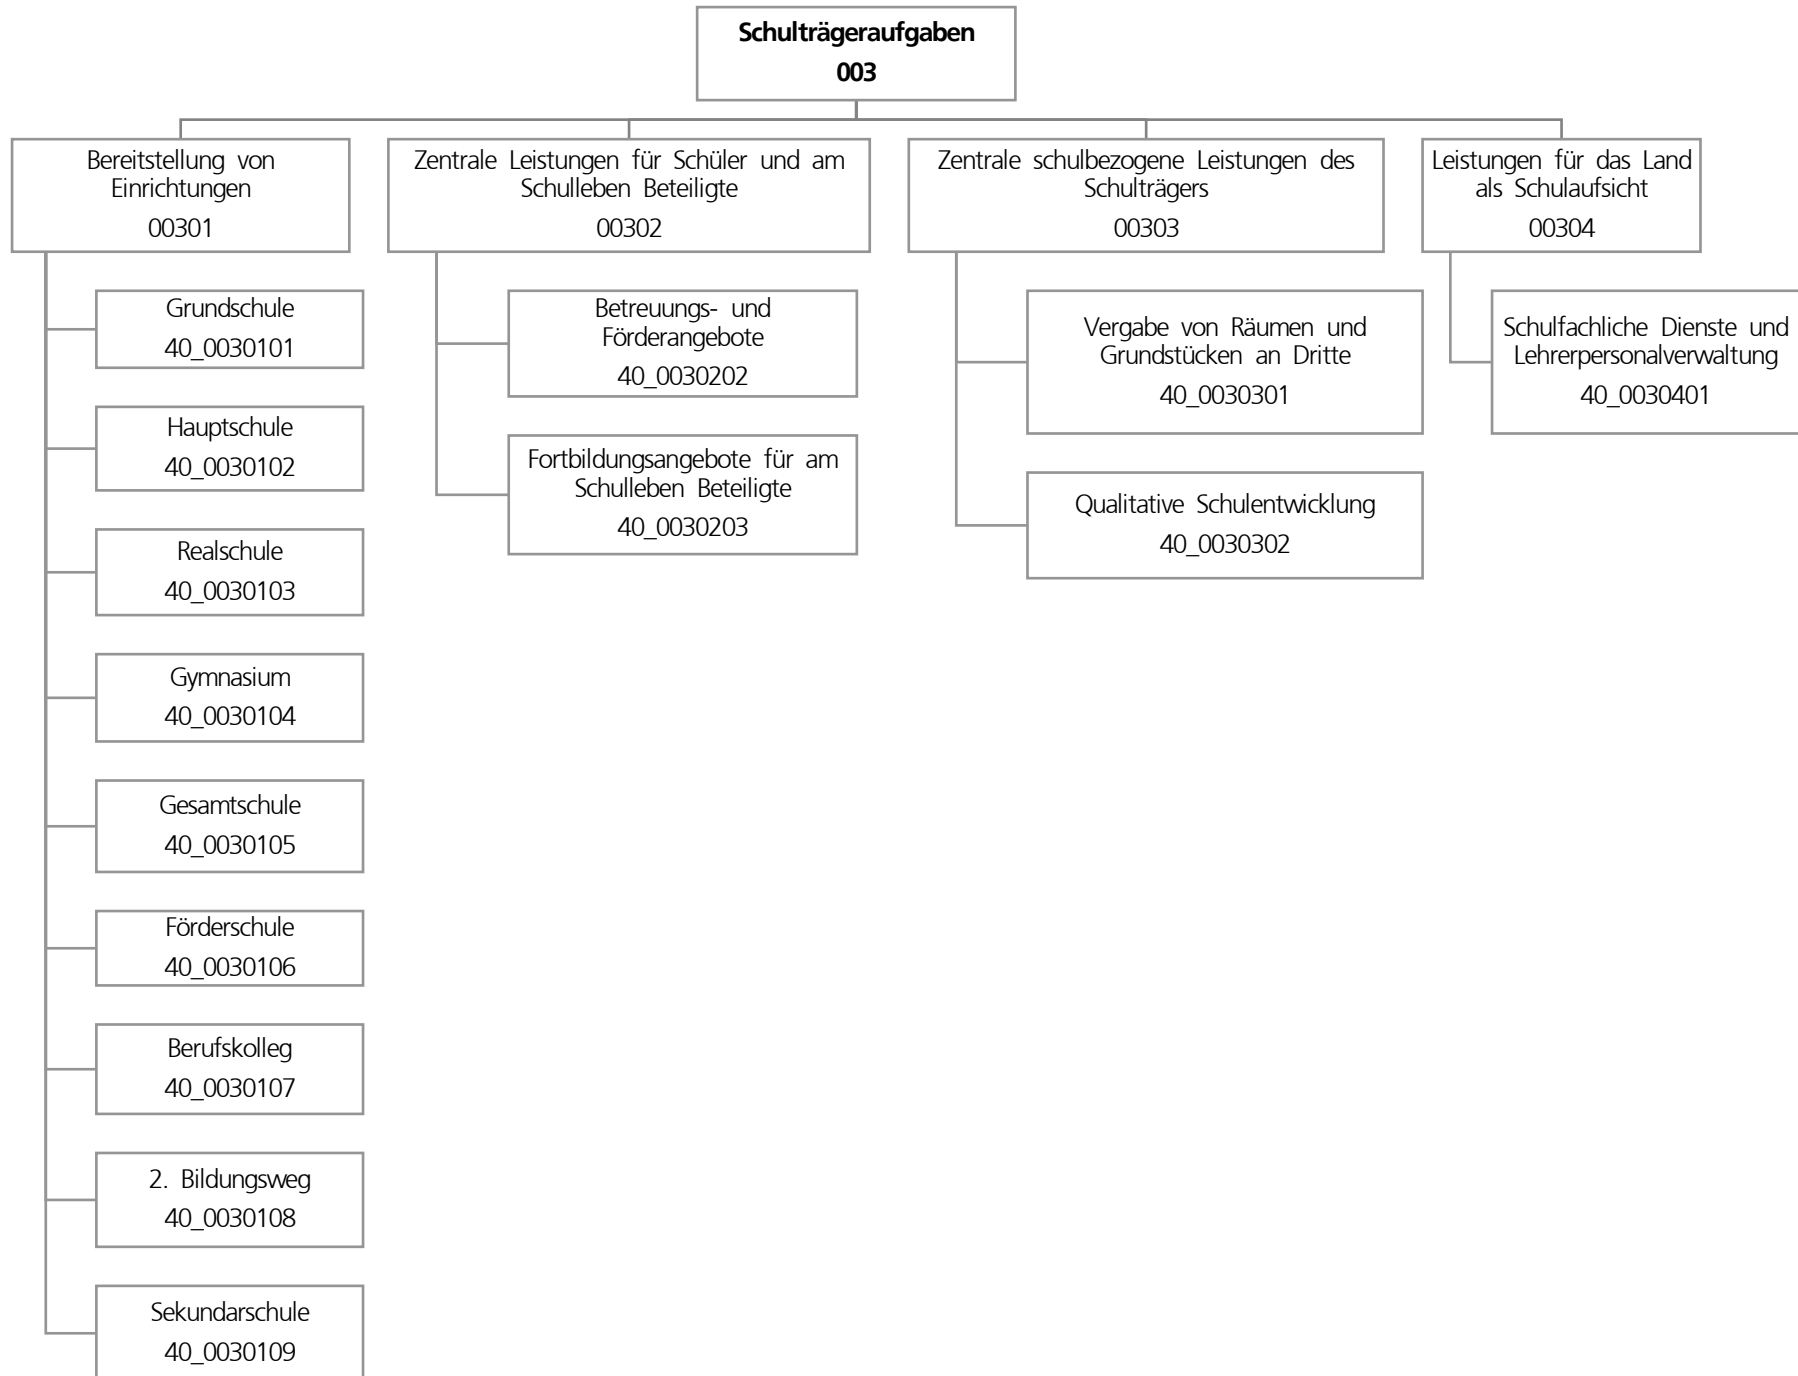 Schulträgeraufgaben
003
Bereitstellung von
Einrichtungen
00301
Zentrale Leistungen für Schüler und am
Schulleben Beteiligte
00302
Zentrale schulbezogene Leistungen des
Schulträgers
00303
Leistungen für das Land
als Schulaufsicht
00304
Grundschule
40_0030101
Hauptschule
40_0030102
Realschule
40_0030103
Gymnasium
40_0030104
Gesamtschule
40_0030105
Förderschule
40_0030106
Berufskolleg
40_0030107
2. Bildungsweg
40_0030108
Sekundarschule
40_0030109
Betreuungs- und
Förderangebote
40_0030202
Fortbildungsangebote für am
Schulleben Beteiligte
40_0030203
Vergabe von Räumen und
Grundstücken an Dritte
40_0030301
Qualitative Schulentwicklung
40_0030302
Schulfachliche Dienste und
Lehrerpersonalverwaltung
40_0030401